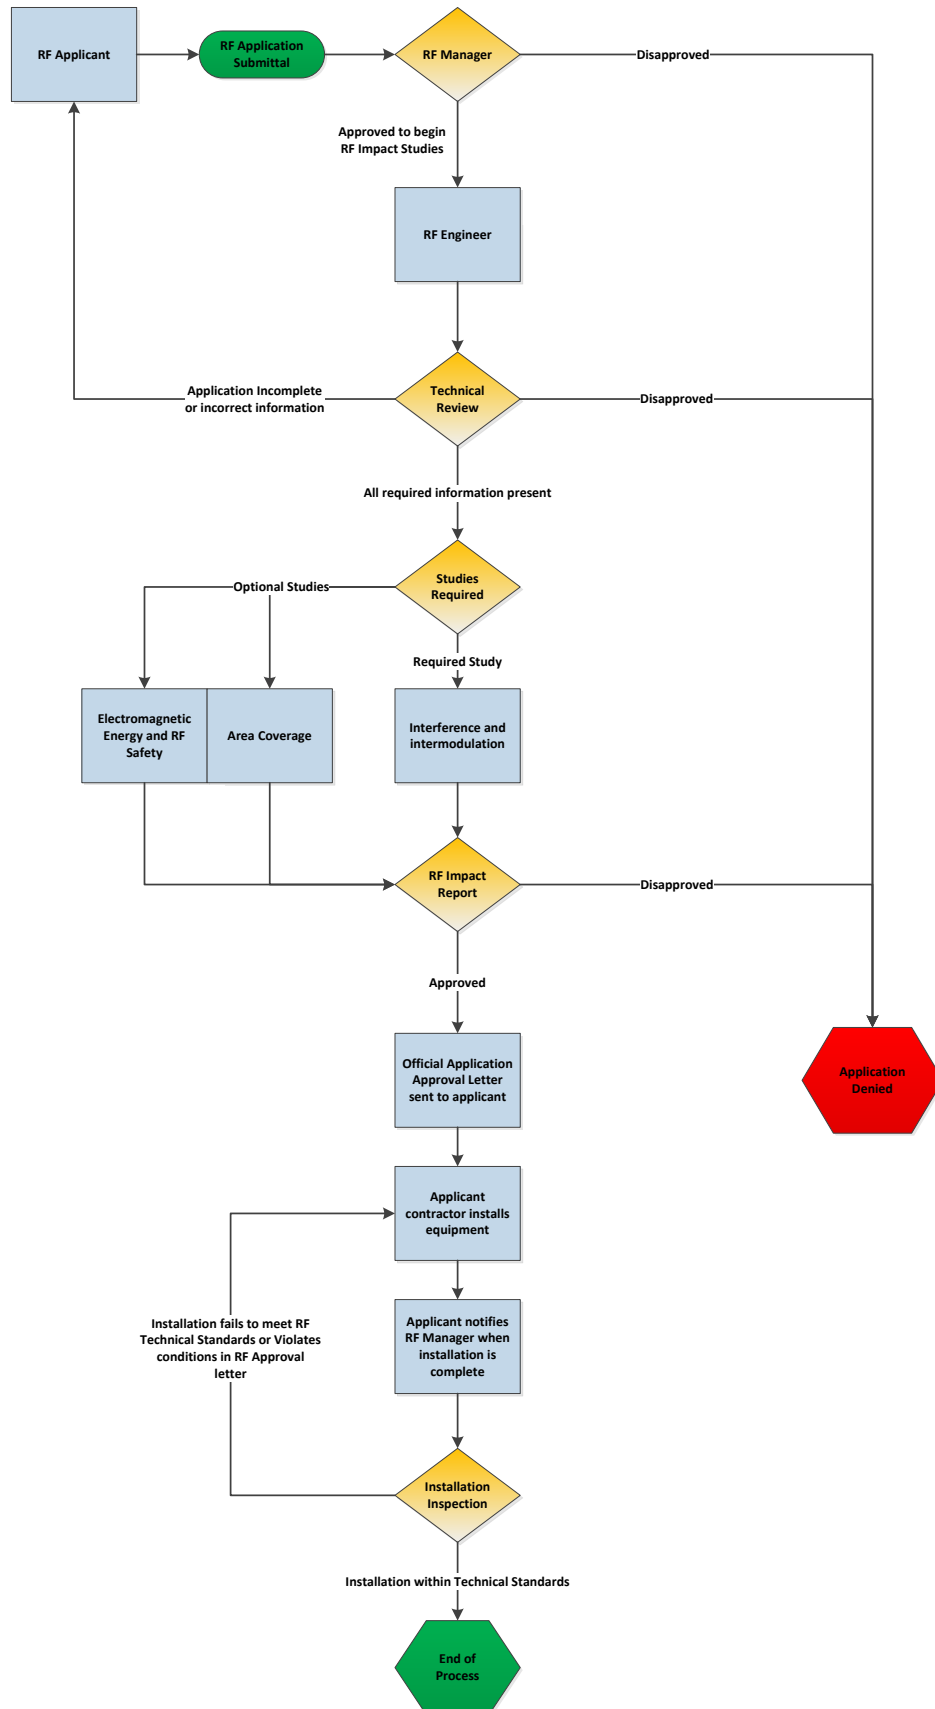 RF Applicant
RF Application
Submittal
RF Manager
Disapproved
Approved to begin
RF Impact Studies
RF Engineer
Application Incomplete
or incorrect information
Technical
Review
Disapproved
All required information present
Optional Studies
Studies
Required
Required Study
Electromagnetic
Energy and RF
Safety
Area Coverage
Interference and
intermodulation
RF Impact
Report
Disapproved
Approved
Official Application
Approval Letter
sent to applicant
Application
Denied
Applicant
contractor installs
equipment
Installation fails to meet RF
Technical Standards or Violates
conditions in RF Approval
letter
Applicant notifies
RF Manager when
installation is
complete
Installation
Inspection
Installation within Technical Standards
End of
Process